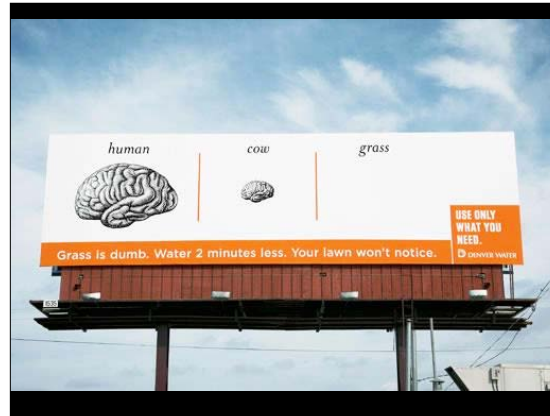 human cow grass
Grass is dumb. Water 2 minutes less. Your lawn won't notice.
USE ONLY
WHAT YOU
NEED.
DENVER WATER